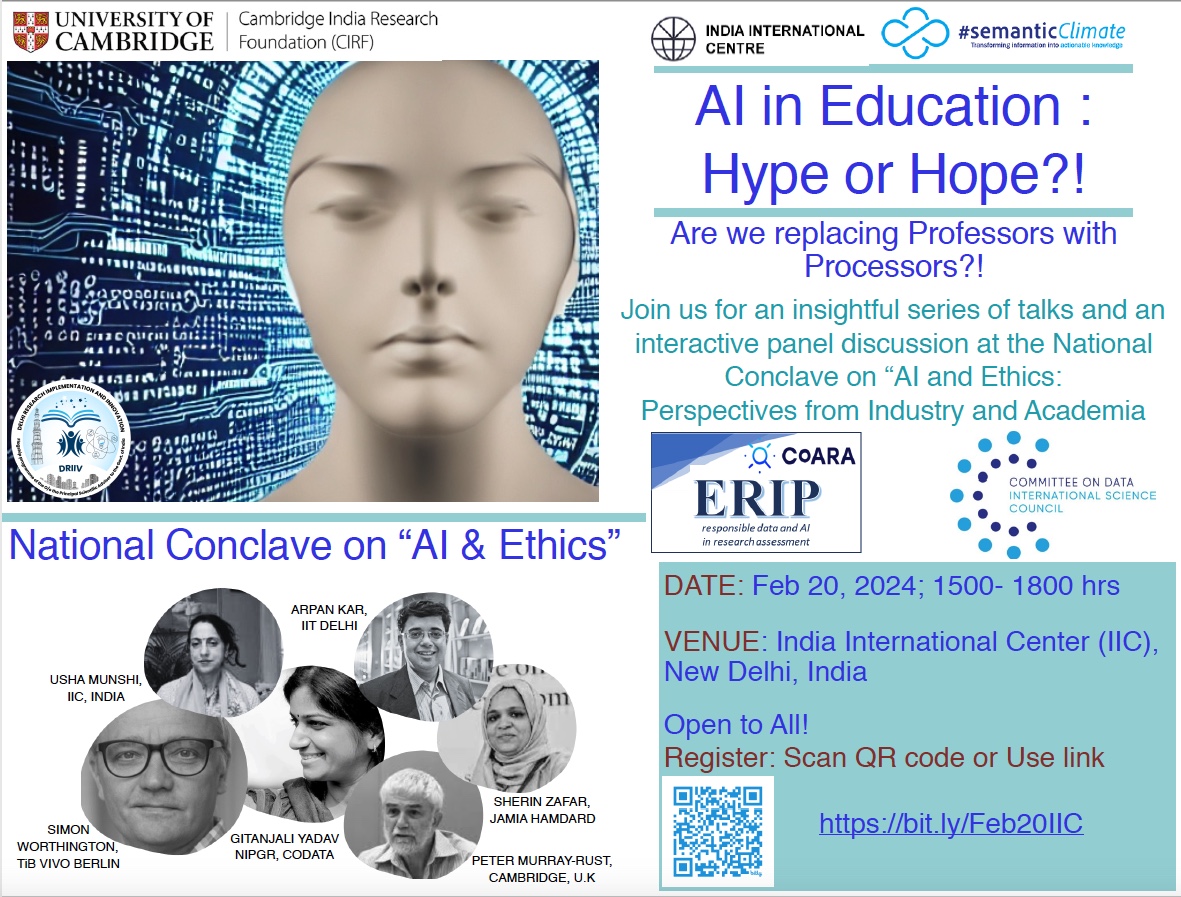 UNIVERSITY OF
CAMBRIDGE
Cambridge India Research
Foundation (CIRF)
INDIA INTERNATIONAL
CENTRE
#semanticClimate
Transforming information into actionable knowledge
AI in Education :
Hype or Hope?!
Are we replacing Professors with
Processors?!
Join us for an insightful series of talks and an
interactive panel discussion at the National
Conclave on “AI and Ethics:
Perspectives from Industry and Academia
DELHI RESEARCH IMPLEMENTATION AND INNOVATION
DRIIV
CoARA
ERIP
responsible data and AI
in research assessment
COMMITTEE ON DATA
INTERNATIONAL SCIENCE
COUNCIL
National Conclave on “AI & Ethics”
ARPAN KAR,
IIT DELHI
USHA MUNSHI,
IIC, INDIA
SHERIN ZAFAR,
JAMIA HAMDARD
SIMON
WORTHINGTON,
TiB VIVO BERLIN
GITANJALI YADAV
NIPGR, CODATA
PETER MURRAY-RUST,
CAMBRIDGE, U.K
DATE: Feb 20, 2024; 1500- 1800 hrs
VENUE: India International Center (IIC),
New Delhi, India
Open to All!
Register: Scan QR code or Use link
https://bit.ly/Feb20IIC
bitly